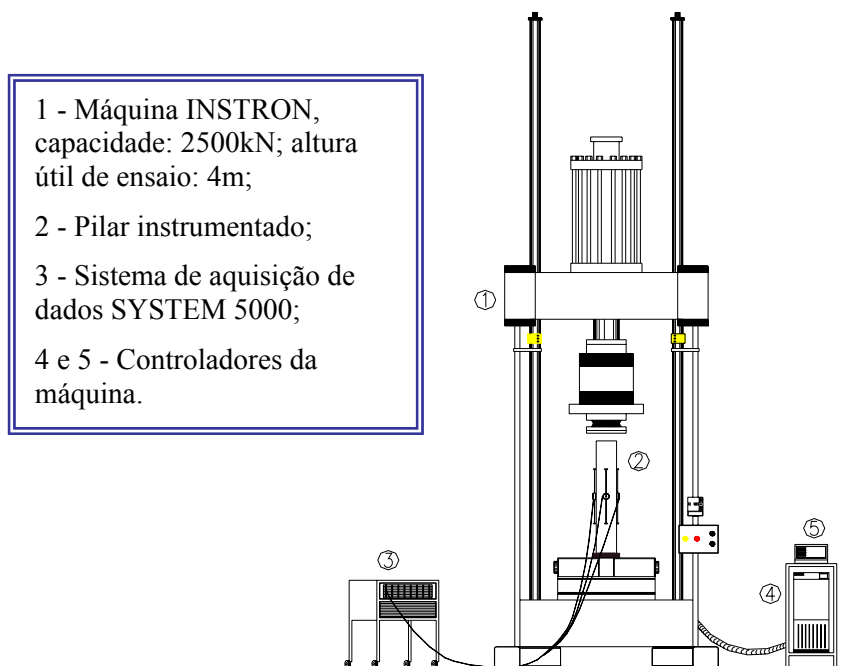 1 - Máquina INSTRON,
capacidade: 2500kN; altura
útil de ensaio: 4m;
2 - Pilar instrumentado;
3 - Sistema de aquisição de
dados SYSTEM 5000;
4 e 5 - Controladores da
máquina.
1
2
3
5
4